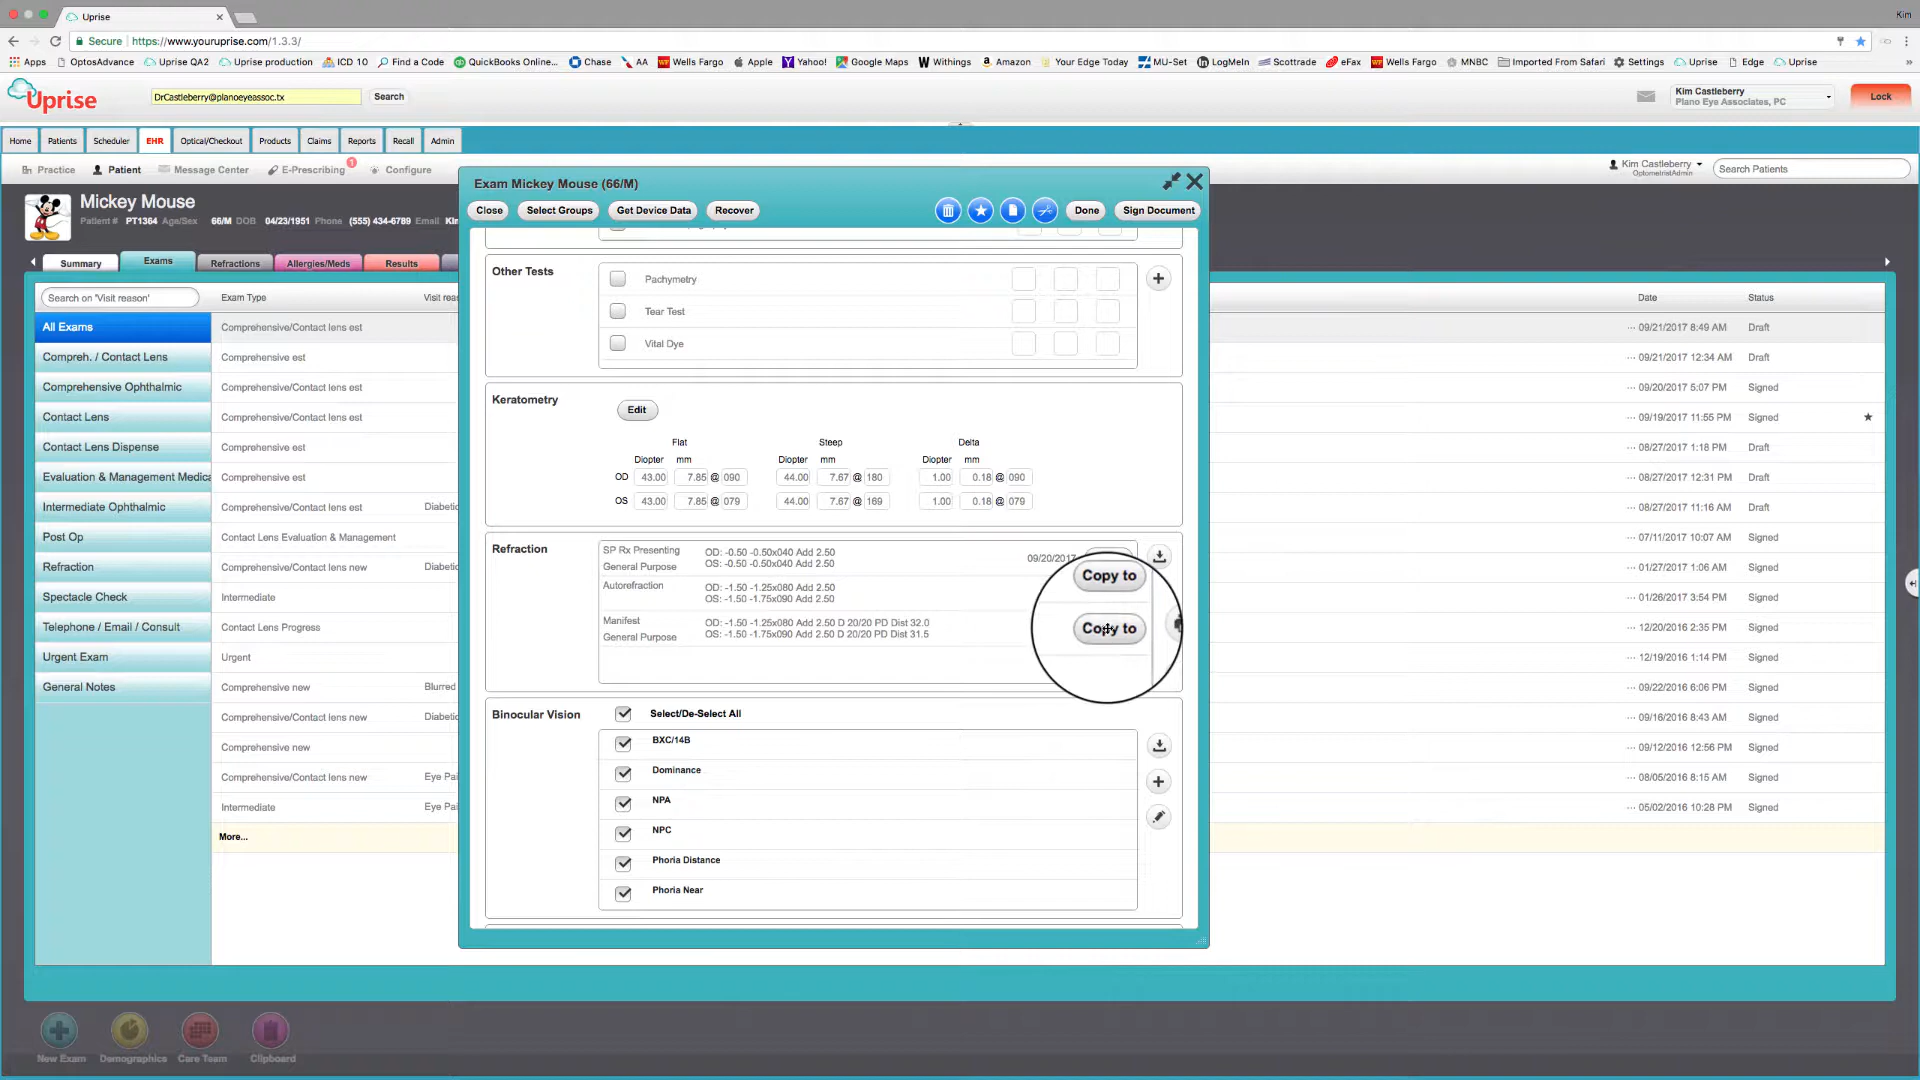 Uprise
Kim
Secure https://www.youruprise.com/1.3.3/
Apps OptosAdvance Uprise QA2 Uprise production ICD 10 Find a Code QuickBooks Online... Chase AA Wells Fargo Apple Yahoo! Google Maps Withings Amazon Your Edge Today MU-Set LogMeIn Scottrade eFax Wells Fargo MNBC Imported From Safari Settings Uprise Edge Uprise »
Uprise
DrCastleberry@planoeyeassoc.tx Search
Kim Castleberry
Plano Eye Associates, PC
Lock
Home Patients Scheduler EHR Optical/Checkout Products Claims Reports Recall Admin
Practice Patient Message Center E-Prescribing 1 Configure
Kim Castleberry
OptometristAdmin
Search Patients
Mickey Mouse
Patient # PT1364 Age/Sex 66/M DOB 04/23/1951 Phone (555) 434-6789 Email
Summary Exams Refractions Allergies/Meds Results
Search on "Visit reason' Exam Type Date Status
All Exams Comprehensive/Contact lens est ··· 09/21/2017 8:49 AM Draft
Compreh. / Contact Lens Comprehensive est ··· 09/21/2017 12:34 AM Draft
Comprehensive Ophthalmic Comprehensive/Contact lens est ··· 09/20/2017 5:07 PM Signed
Contact Lens Comprehensive/Contact lens est ··· 09/19/2017 11:55 PM Signed ★
Contact Lens Dispense Comprehensive est ··· 08/27/2017 1:18 PM Draft
Evaluation & Management Medica Comprehensive est ··· 08/27/2017 12:31 PM Draft
Intermediate Ophthalmic Comprehensive/Contact lens est Diabetic ··· 08/27/2017 11:16 AM Draft
Post Op Contact Lens Evaluation & Management ··· 07/11/2017 10:07 AM Signed
Refraction Comprehensive/Contact lens new Diabetic ··· 01/27/2017 1:06 AM Signed
Spectacle Check Intermediate ··· 01/26/2017 3:54 PM Signed
Telephone / Email / Consult Contact Lens Progress ··· 12/20/2016 2:35 PM Signed
Urgent Exam Urgent ··· 12/19/2016 1:14 PM Signed
General Notes Comprehensive new Blurred ··· 09/22/2016 6:06 PM Signed
Comprehensive/Contact lens new Diabetic ··· 09/16/2016 8:43 AM Signed
Comprehensive new ··· 09/12/2016 12:56 PM Signed
Comprehensive/Contact lens new Eye Pai ··· 08/05/2016 8:15 AM Signed
Intermediate Eye Pai ··· 05/02/2016 10:28 PM Signed
More...
Exam Mickey Mouse (66/M)
Close Select Groups Get Device Data Recover Done Sign Document
Other Tests
Pachymetry
Tear Test
Vital Dye
Keratometry
Edit
Flat Steep Delta
Diopter mm Diopter mm Diopter mm
OD 43.00 7.85 @ 090 44.00 7.67 @ 180 1.00 0.18 @ 090
OS 43.00 7.85 @ 079 44.00 7.67 @ 169 1.00 0.18 @ 079
Refraction
SP Rx Presenting OD: -0.50 -0.50x040 Add 2.50
General Purpose OS: -0.50 -0.50x040 Add 2.50
09/20/2017
Copy to
Autorefraction OD: -1.50 -1.25x080 Add 2.50
OS: -1.50 -1.75x090 Add 2.50
Manifest OD: -1.50 -1.25x080 Add 2.50 D 20/20 PD Dist 32.0
General Purpose OS: -1.50 -1.75x090 Add 2.50 D 20/20 PD Dist 31.5
Copy to
Binocular Vision
Select/De-Select All
BXC/14B
Dominance
NPA
NPC
Phoria Distance
Phoria Near
New Exam Demographics Care Team Clipboard